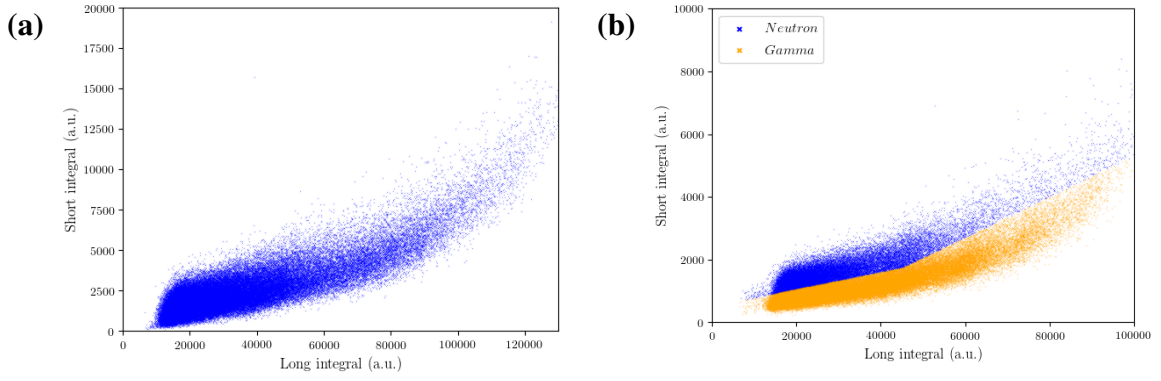 (a)
20000
17500
15000
12500
10000
7500
5000
2500
0
Short integral (a.u.)
0 20000 40000 60000 80000 100000 120000
Long integral (a.u.)
(b)
10000
8000
6000
4000
2000
0
Short integral (a.u.)
Neutron
Gamma
0 20000 40000 60000 80000 100000
Long integral (a.u.)